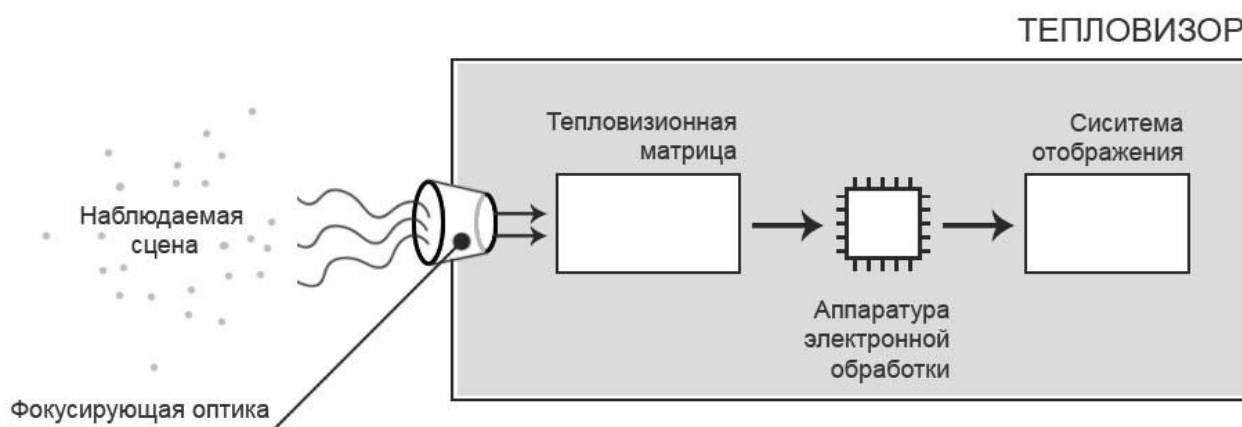 ТЕПЛОВИЗОР
Тепловизионная
матрица
Сиситема
отображения
Наблюдаемая
сцена
Аппаратура
электронной
обработки
Фокусирующая оптика